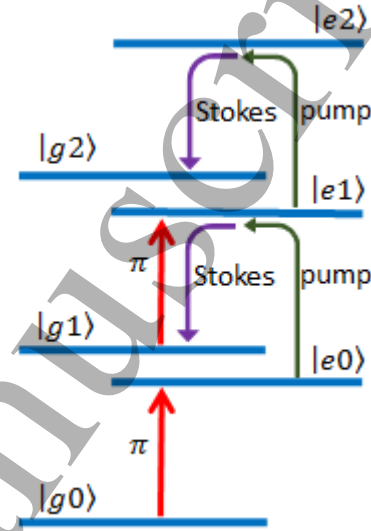 |e2⟩
Stokes pump
|g2⟩
|e1⟩
π
Stokes pump
|g1⟩
|e0⟩
π
|g0⟩